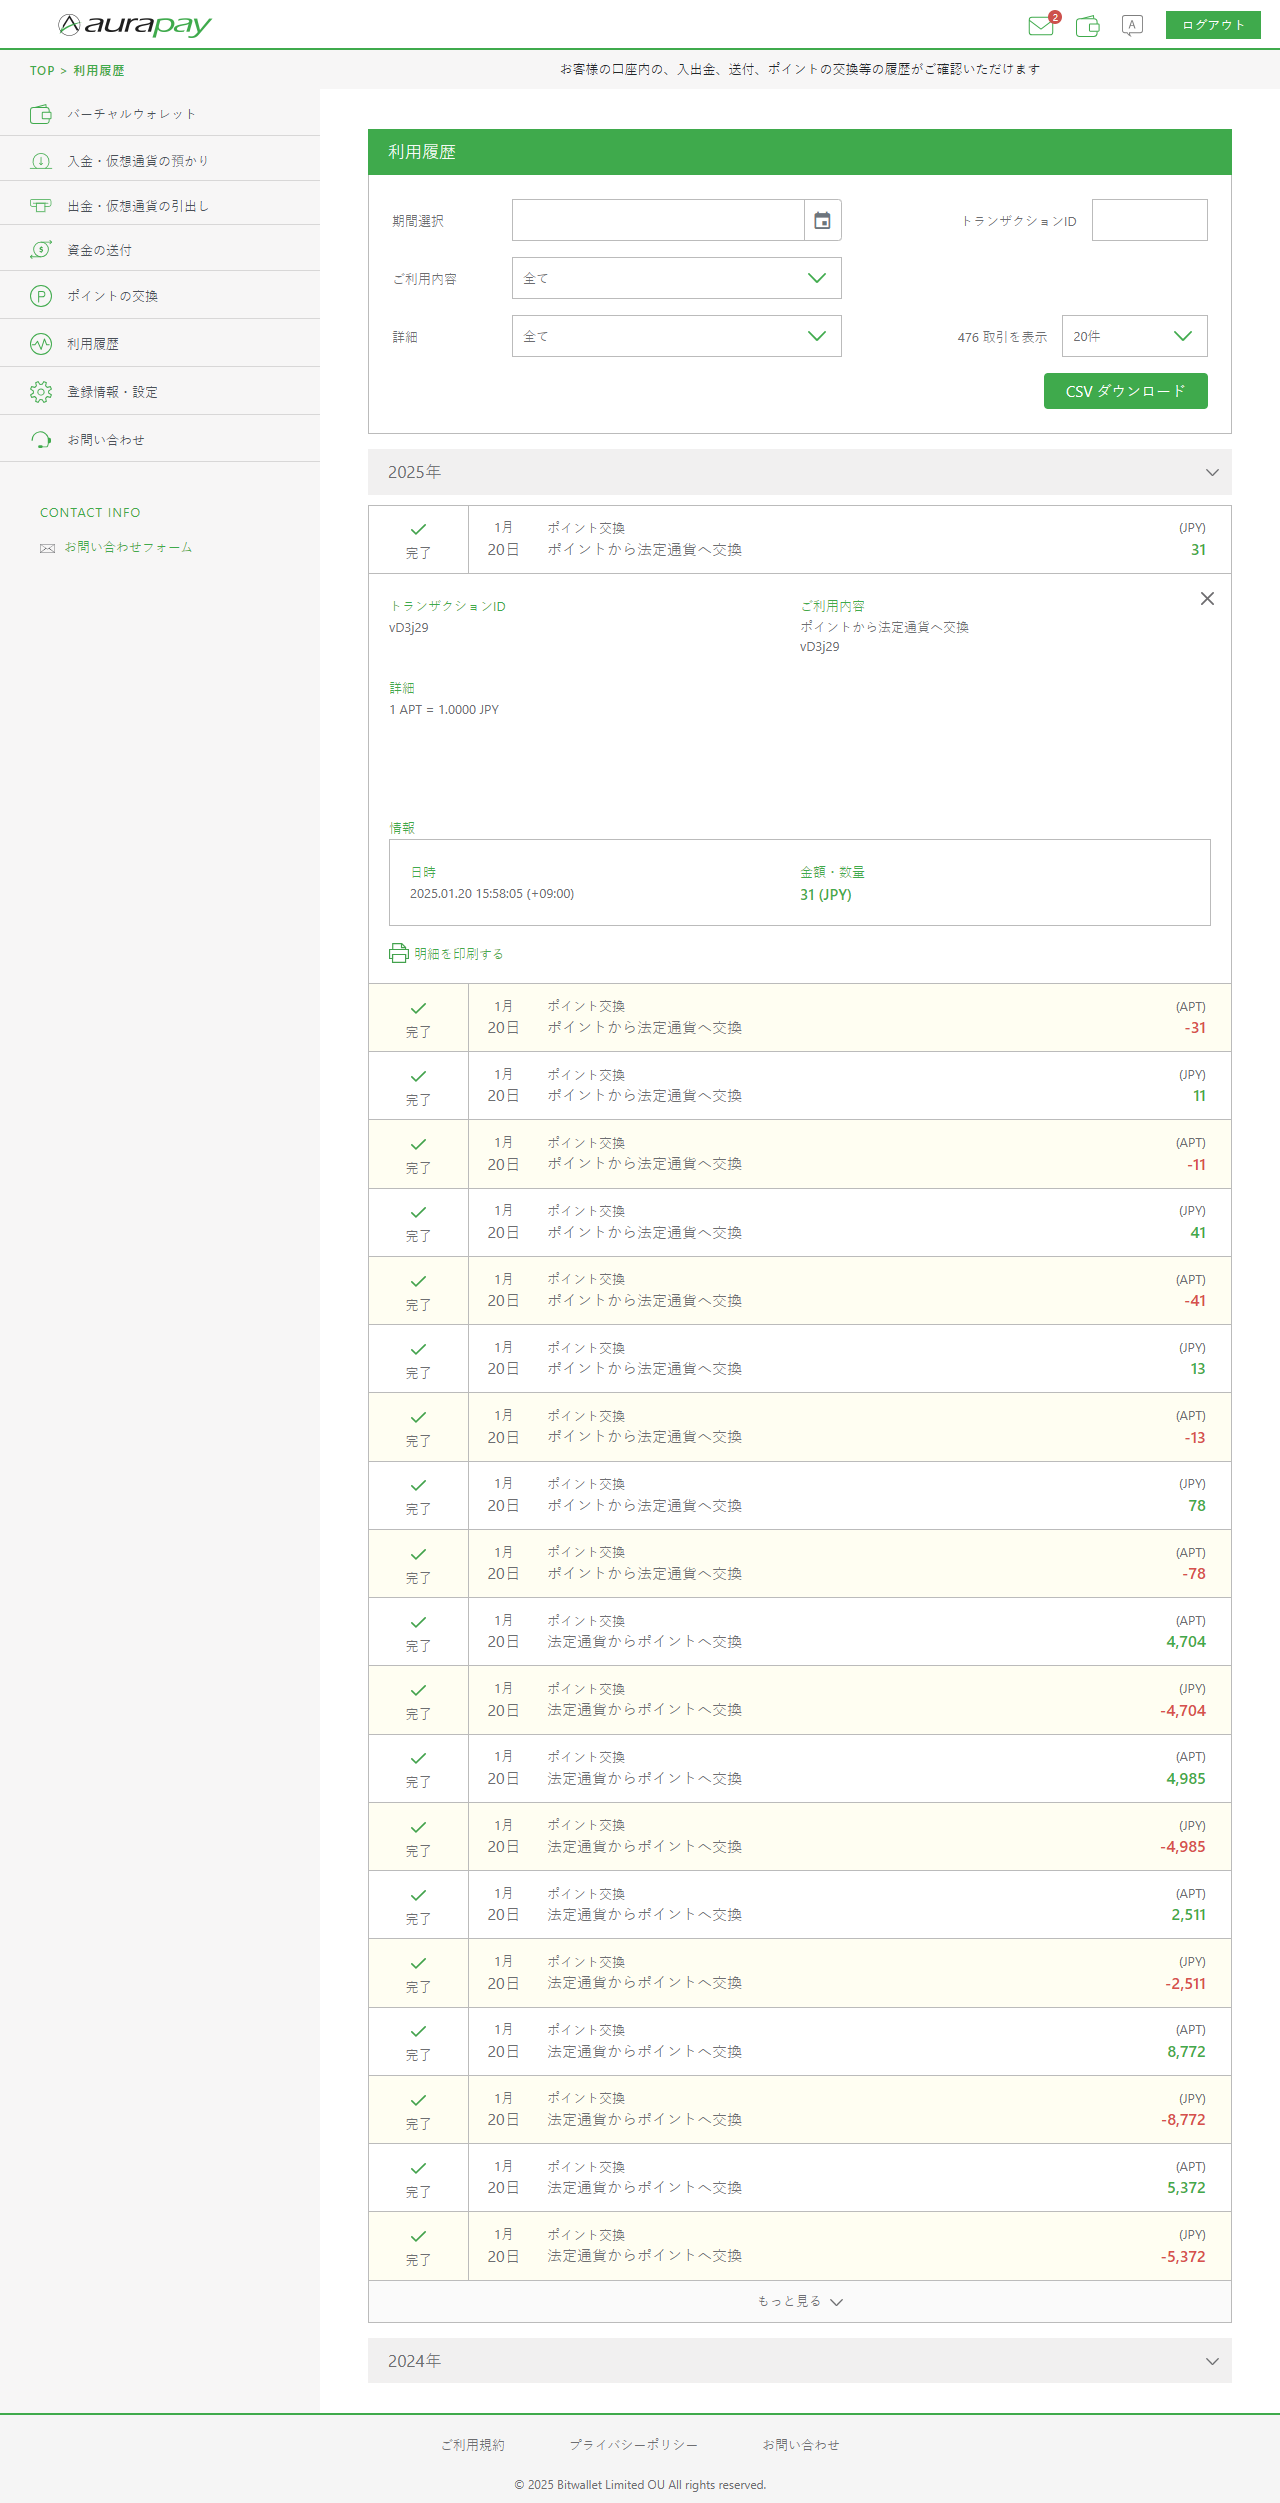 aurapay
2
A
ログアウト
TOP > 利用履歴
お客様の口座内の、入出金、送付、ポイントの交換等の履歴がご確認いただけます
バーチャルウォレット
入金・仮想通貨の預かり
出金・仮想通貨の引出し
資金の送付
ポイントの交換
利用履歴
登録情報・設定
お問い合わせ
CONTACT INFO
お問い合わせフォーム
利用履歴
期間選択
トランザクションID
ご利用内容
全て
詳細
全て
476 取引を表示
20件
CSV ダウンロード
2025年
完了
1月
20日
ポイント交換
ポイントから法定通貨へ交換
(JPY)
31
トランザクションID
vD3j29
ご利用内容
ポイントから法定通貨へ交換
vD3j29
詳細
1 APT = 1.0000 JPY
情報
日時
2025.01.20 15:58:05 (+09:00)
金額・数量
31 (JPY)
明細を印刷する
完了
1月
20日
ポイント交換
ポイントから法定通貨へ交換
(APT)
-31
完了
1月
20日
ポイント交換
ポイントから法定通貨へ交換
(JPY)
11
完了
1月
20日
ポイント交換
ポイントから法定通貨へ交換
(APT)
-11
完了
1月
20日
ポイント交換
ポイントから法定通貨へ交換
(JPY)
41
完了
1月
20日
ポイント交換
ポイントから法定通貨へ交換
(APT)
-41
完了
1月
20日
ポイント交換
ポイントから法定通貨へ交換
(JPY)
13
完了
1月
20日
ポイント交換
ポイントから法定通貨へ交換
(APT)
-13
完了
1月
20日
ポイント交換
ポイントから法定通貨へ交換
(JPY)
78
完了
1月
20日
ポイント交換
ポイントから法定通貨へ交換
(APT)
-78
完了
1月
20日
ポイント交換
法定通貨からポイントへ交換
(APT)
4,704
完了
1月
20日
ポイント交換
法定通貨からポイントへ交換
(JPY)
-4,704
完了
1月
20日
ポイント交換
法定通貨からポイントへ交換
(APT)
4,985
完了
1月
20日
ポイント交換
法定通貨からポイントへ交換
(JPY)
-4,985
完了
1月
20日
ポイント交換
法定通貨からポイントへ交換
(APT)
2,511
完了
1月
20日
ポイント交換
法定通貨からポイントへ交換
(JPY)
-2,511
完了
1月
20日
ポイント交換
法定通貨からポイントへ交換
(APT)
8,772
完了
1月
20日
ポイント交換
法定通貨からポイントへ交換
(JPY)
-8,772
完了
1月
20日
ポイント交換
法定通貨からポイントへ交換
(APT)
5,372
完了
1月
20日
ポイント交換
法定通貨からポイントへ交換
(JPY)
-5,372
もっと見る
2024年
ご利用規約
プライバシーポリシー
お問い合わせ
© 2025 Bitwallet Limited OU All rights reserved.